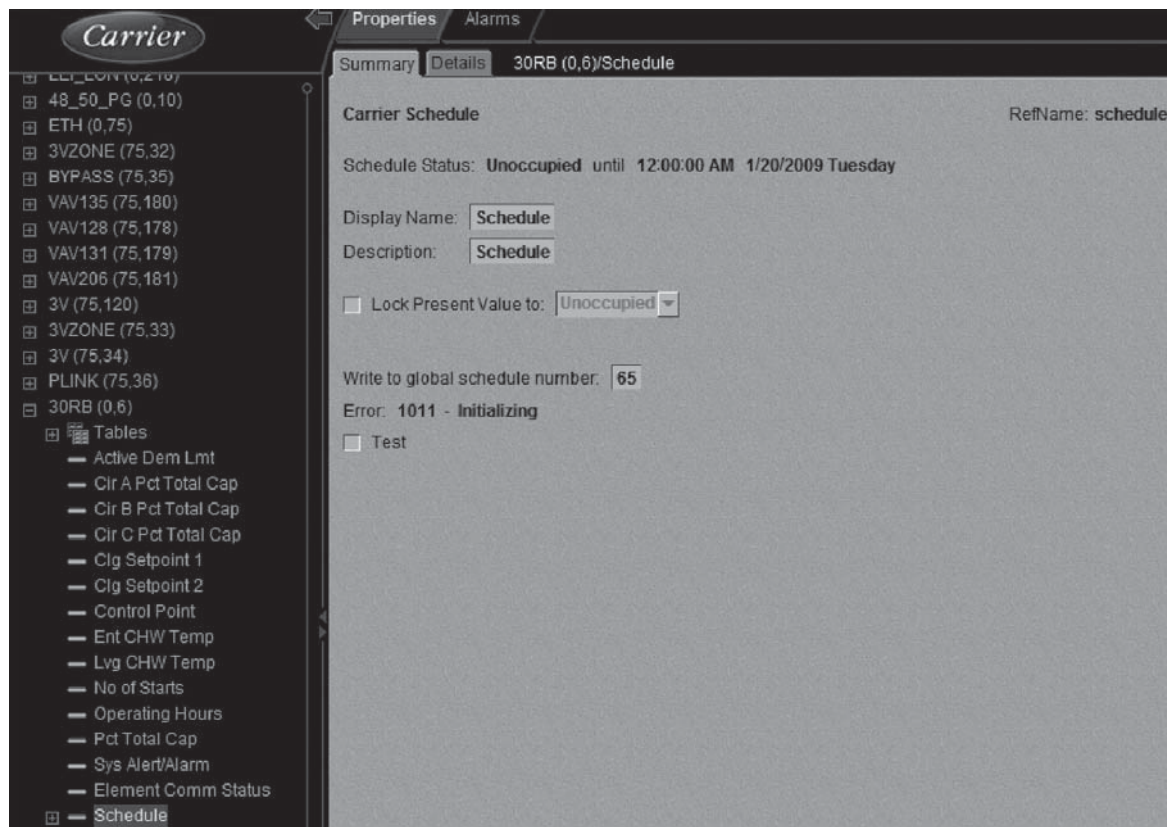 Carrier
Properties
Alarms
Summary
Details
30RB (0,6)/Schedule
48_50_PG (0,10)
ETH (0,75)
3VZONE (75,32)
BYPASS (75,35)
VAV135 (75,180)
VAV128 (75,178)
VAV131 (75,179)
VAV206 (75,181)
3V (75,120)
3VZONE (75,33)
3V (75,34)
PLINK (75,36)
30RB (0,6)
Tables
Active Dem Lmt
Cir A Pct Total Cap
Cir B Pct Total Cap
Cir C Pct Total Cap
Clg Setpoint 1
Clg Setpoint 2
Control Point
Ent CHW Temp
Lvg CHW Temp
No of Starts
Operating Hours
Pct Total Cap
Sys Alert/Alarm
Element Comm Status
Schedule
Carrier Schedule
RefName: schedule
Schedule Status: Unoccupied until 12:00:00 AM 1/20/2009 Tuesday
Display Name: Schedule
Description: Schedule
Lock Present Value to: Unoccupied
Write to global schedule number: 65
Error: 1011 - Initializing
Test